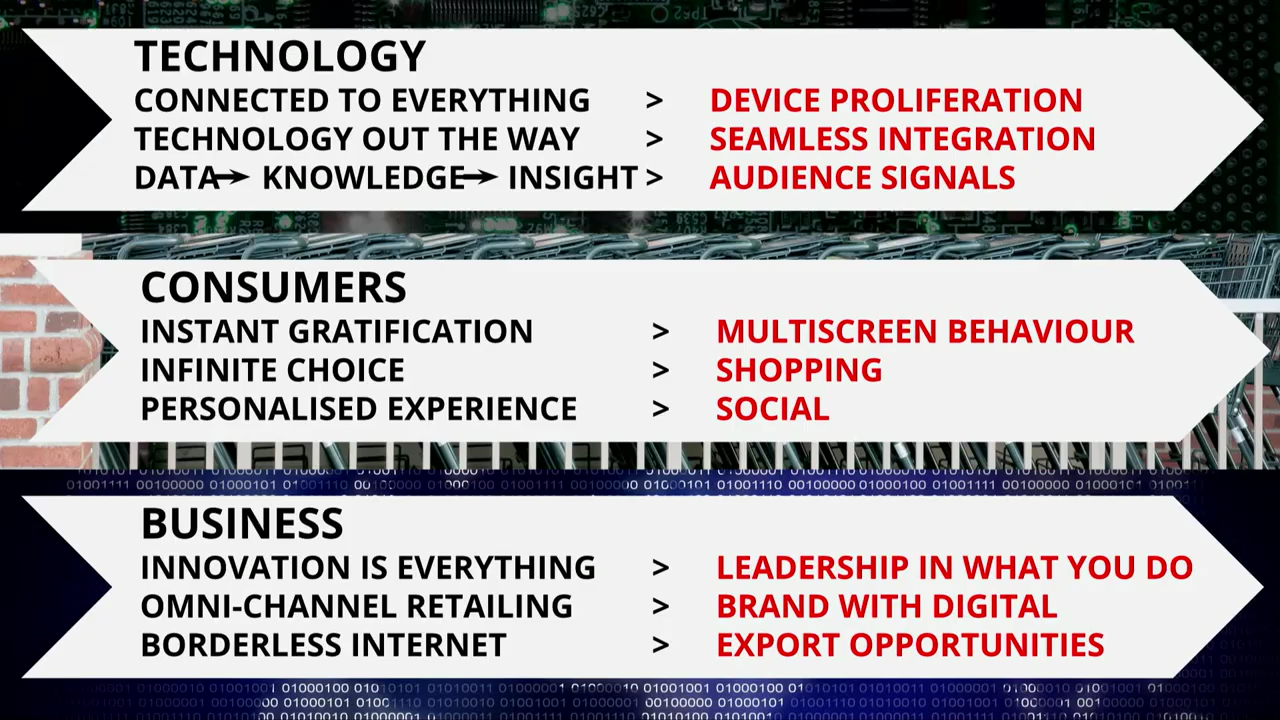 TECHNOLOGY
CONNECTED TO EVERYTHING > DEVICE PROLIFERATION
TECHNOLOGY OUT THE WAY > SEAMLESS INTEGRATION
DATA → KNOWLEDGE → INSIGHT > AUDIENCE SIGNALS
CONSUMERS
INSTANT GRATIFICATION > MULTISCREEN BEHAVIOUR
INFINITE CHOICE > SHOPPING
PERSONALISED EXPERIENCE > SOCIAL
BUSINESS
INNOVATION IS EVERYTHING > LEADERSHIP IN WHAT YOU DO
OMNI-CHANNEL RETAILING > BRAND WITH DIGITAL
BORDERLESS INTERNET > EXPORT OPPORTUNITIES